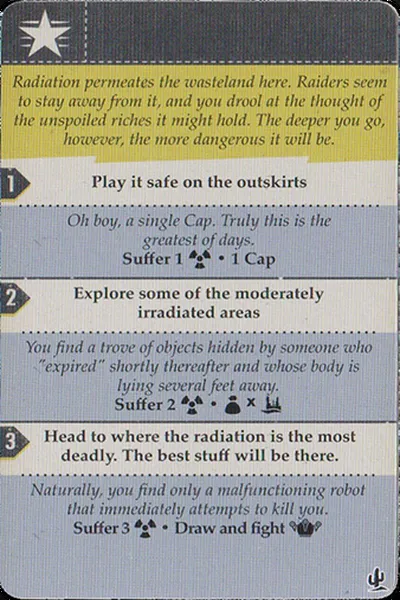 Radiation permeates the wasteland here. Raiders seem
to stay away from it, and you drool at the thought of
the unspoiled riches it might hold. The deeper you go,
however, the more dangerous it will be.
1 Play it safe on the outskirts
Oh boy, a single Cap. Truly this is the
greatest of days.
Suffer 1 • 1 Cap
2 Explore some of the moderately
irradiated areas
You find a trove of objects hidden by someone who
"expired" shortly thereafter and whose body is
lying several feet away.
Suffer 2 • x
3 Head to where the radiation is the most
deadly. The best stuff will be there.
Naturally, you find only a malfunctioning robot
that immediately attempts to kill you.
Suffer 3 • Draw and fight